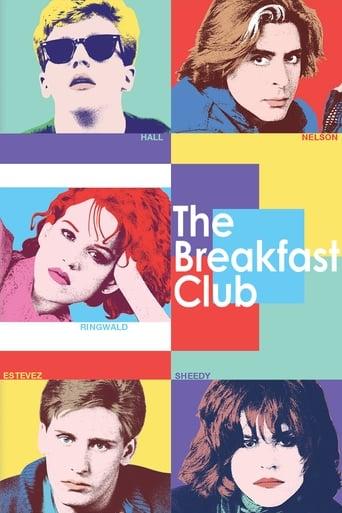 HALL
NELSON
The
Breakfast
Club
RINGWALD
ESTEVEZ
SHEEDY